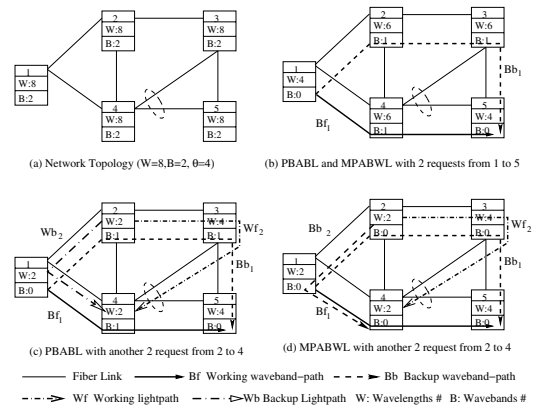 2
W:8
B:2
3
W:8
B:2
1
W:8
B:2
4
W:8
B:2
5
W:8
B:2
(a) Network Topology (W=8,B=2, θ=4)
2
W:6
B:1
3
W:6
B:1
Bb1
1
W:4
B:0
4
W:6
B:1
5
W:4
B:0
Bf1
(b) PBABL and MPABWL with 2 requests from 1 to 5
Wb2
2
W:2
B:1
3
W:4
B:1
Wf2
Bb1
1
W:2
B:0
4
W:2
B:1
5
W:4
B:0
Bf1
(c) PBABL with another 2 request from 2 to 4
Bb2
2
W:2
B:0
3
W:4
B:0
Wf2
Bb1
1
W:2
B:0
4
W:2
B:0
5
W:4
B:0
Bf1
(d) MPABWL with another 2 request from 2 to 4
Fiber Link Bf Working waveband-path Bb Backup waveband-path
Wf Working lightpath Wb Backup Lightpath W: Wavelengths # B: Wavebands #